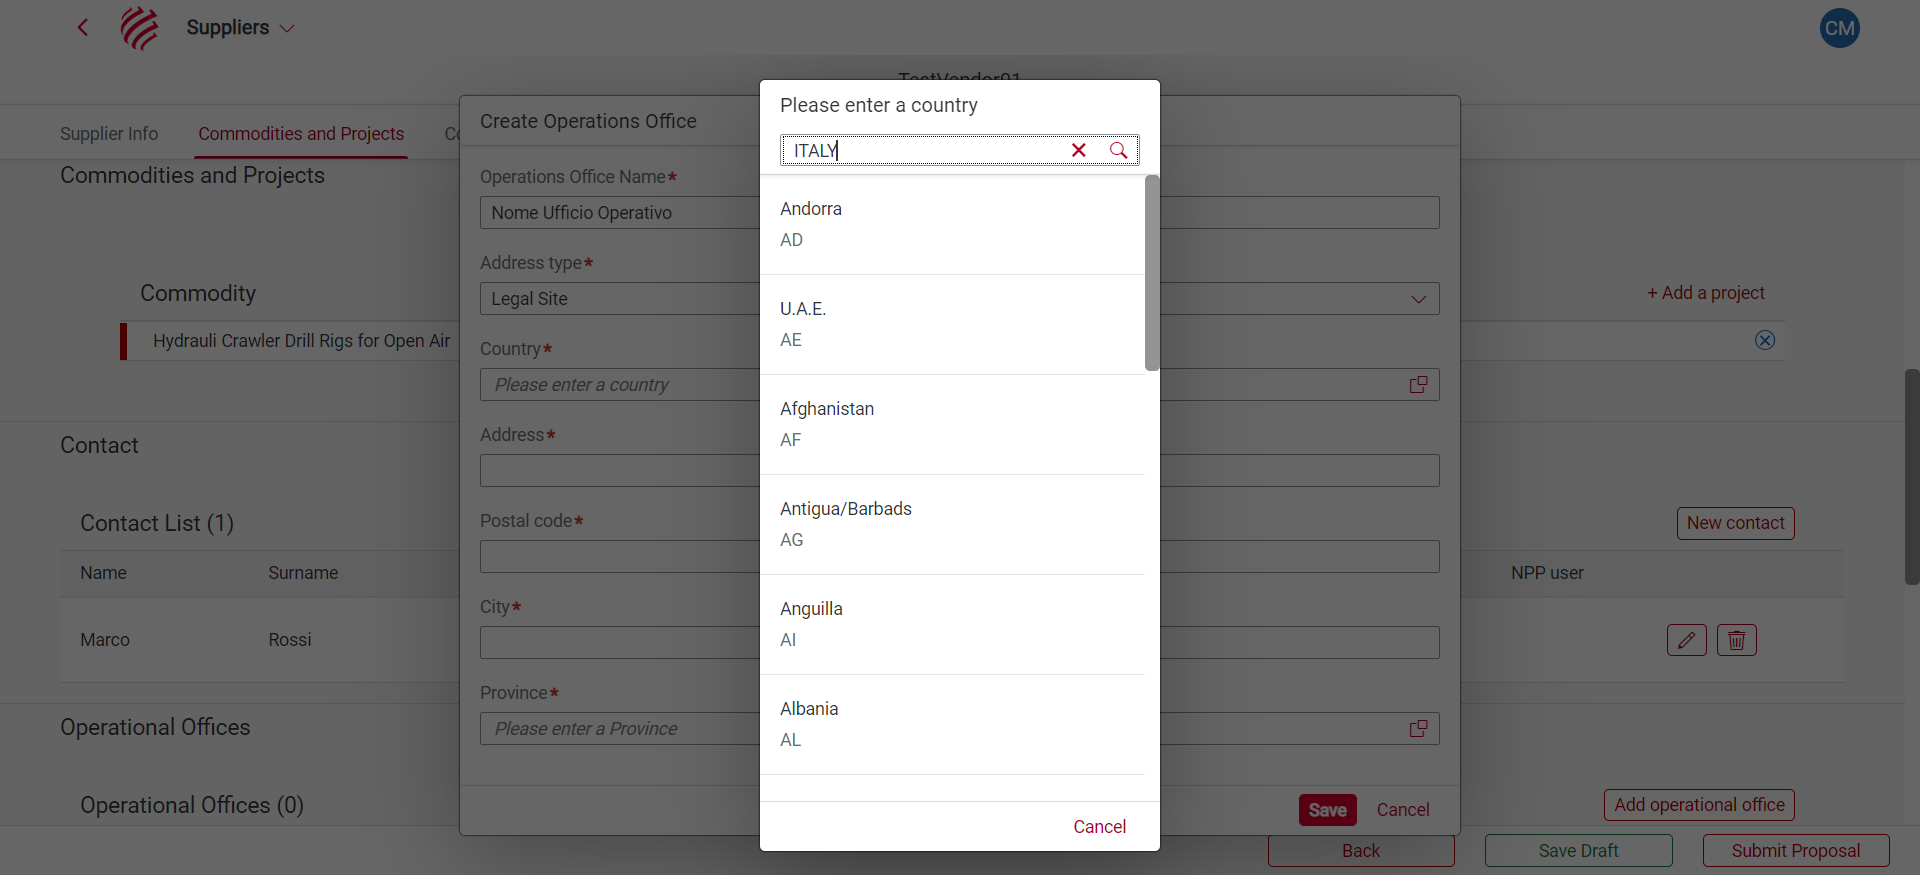 Suppliers
CM
TestVendor01
Supplier Info
Commodities and Projects
Commodities and Projects
Commodity
+ Add a project
Hydrauli Crawler Drill Rigs for Open Air
Contact
Contact List (1)
New contact
Name
Surname
NPP user
Marco
Rossi
Operational Offices
Operational Offices (0)
Add operational office
Back
Save Draft
Submit Proposal
Create Operations Office
Operations Office Name*
Nome Ufficio Operativo
Address type*
Legal Site
Country*
Please enter a country
Address*
Postal code*
City*
Province*
Please enter a Province
Save
Cancel
Please enter a country
ITALY
Andorra
AD
U.A.E.
AE
Afghanistan
AF
Antigua/Barbads
AG
Anguilla
AI
Albania
AL
Cancel